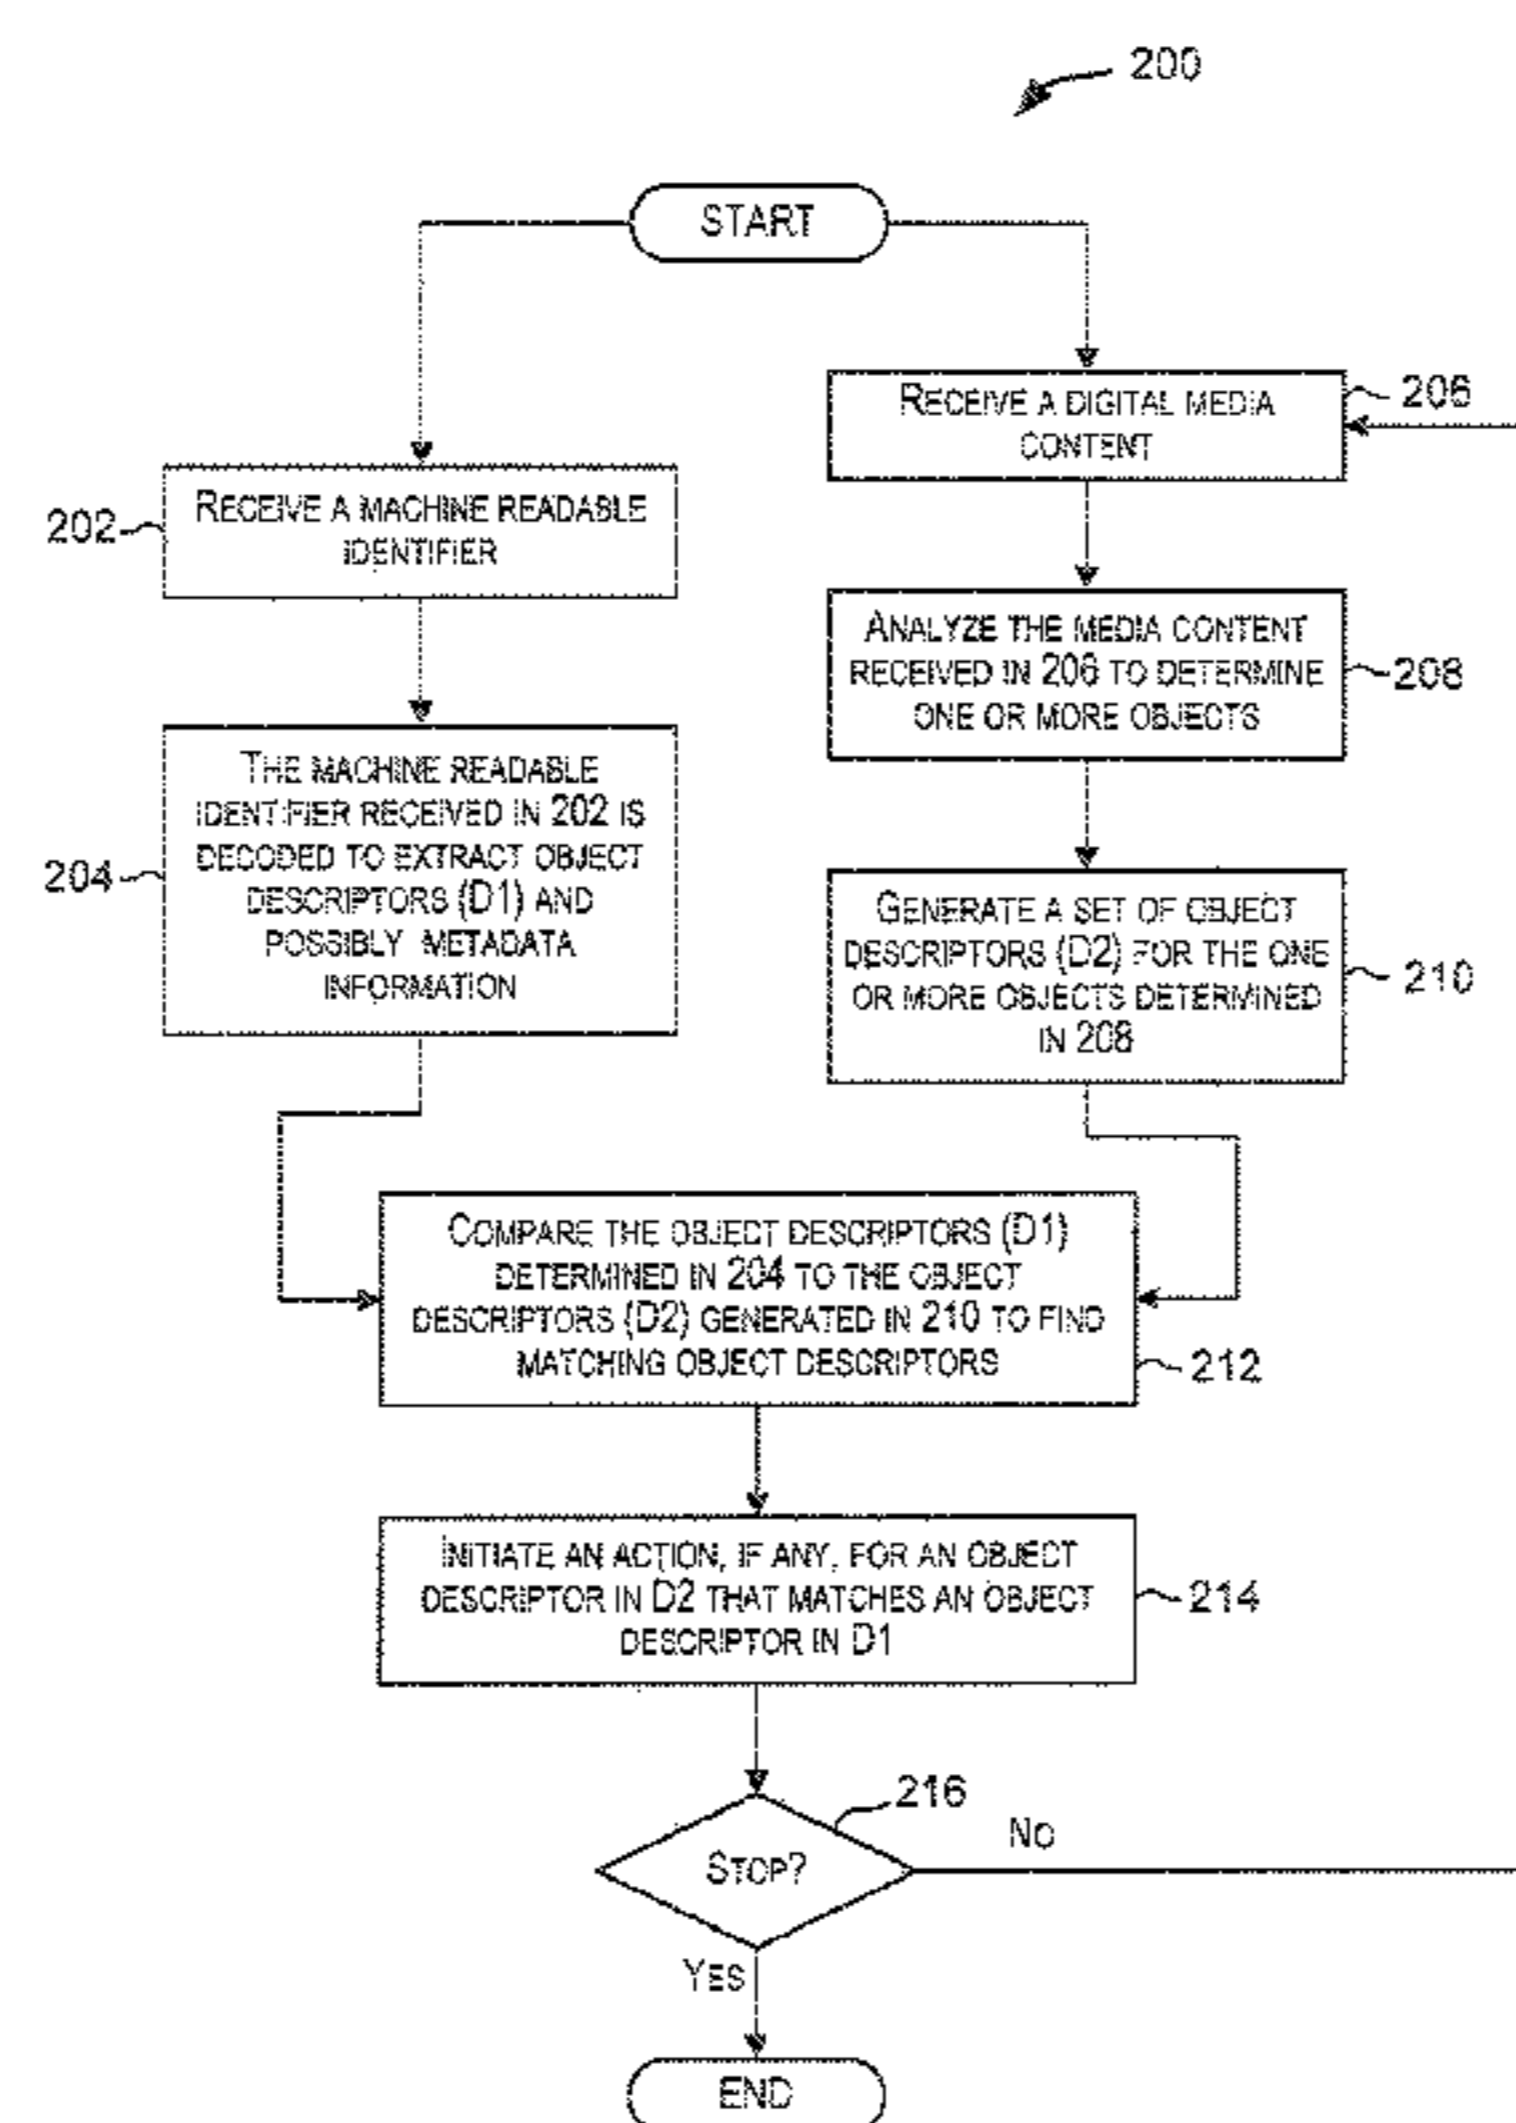 200
START
RECEIVE A DIGITAL MEDIA
CONTENT
206
RECEIVE A MACHINE READABLE
IDENTIFIER
202
ANALYZE THE MEDIA CONTENT
RECEIVED IN 206 TO DETERMINE
ONE OR MORE OBJECTS
208
THE MACHINE READABLE
IDENTIFIER RECEIVED IN 202 IS
DECODED TO EXTRACT OBJECT
DESCRIPTORS (D1) AND
POSSIBLY METADATA
INFORMATION
204
GENERATE A SET OF OBJECT
DESCRIPTORS (D2) FOR THE ONE
OR MORE OBJECTS DETERMINED
IN 208
210
COMPARE THE OBJECT DESCRIPTORS (D1)
DETERMINED IN 204 TO THE OBJECT
DESCRIPTORS (D2) GENERATED IN 210 TO FIND
MATCHING OBJECT DESCRIPTORS
212
INITIATE AN ACTION, IF ANY, FOR AN OBJECT
DESCRIPTOR IN D2 THAT MATCHES AN OBJECT
DESCRIPTOR IN D1
214
216
STOP?
NO
YES
END